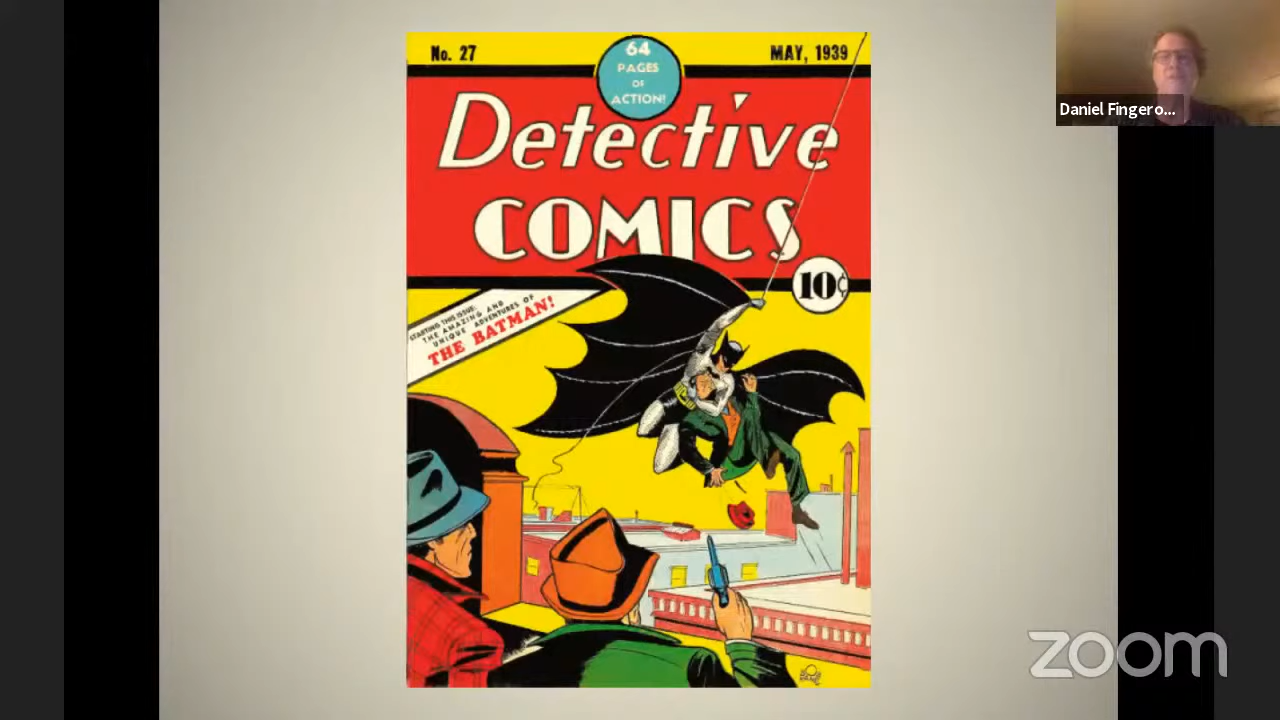 No. 27
64
PAGES
OF
ACTION!
MAY, 1939
Detective
COMICS
10¢
STARTING THIS ISSUE:
THE AMAZING AND
UNIQUE ADVENTURES OF
THE BATMAN!
Daniel Fingero...
zoom